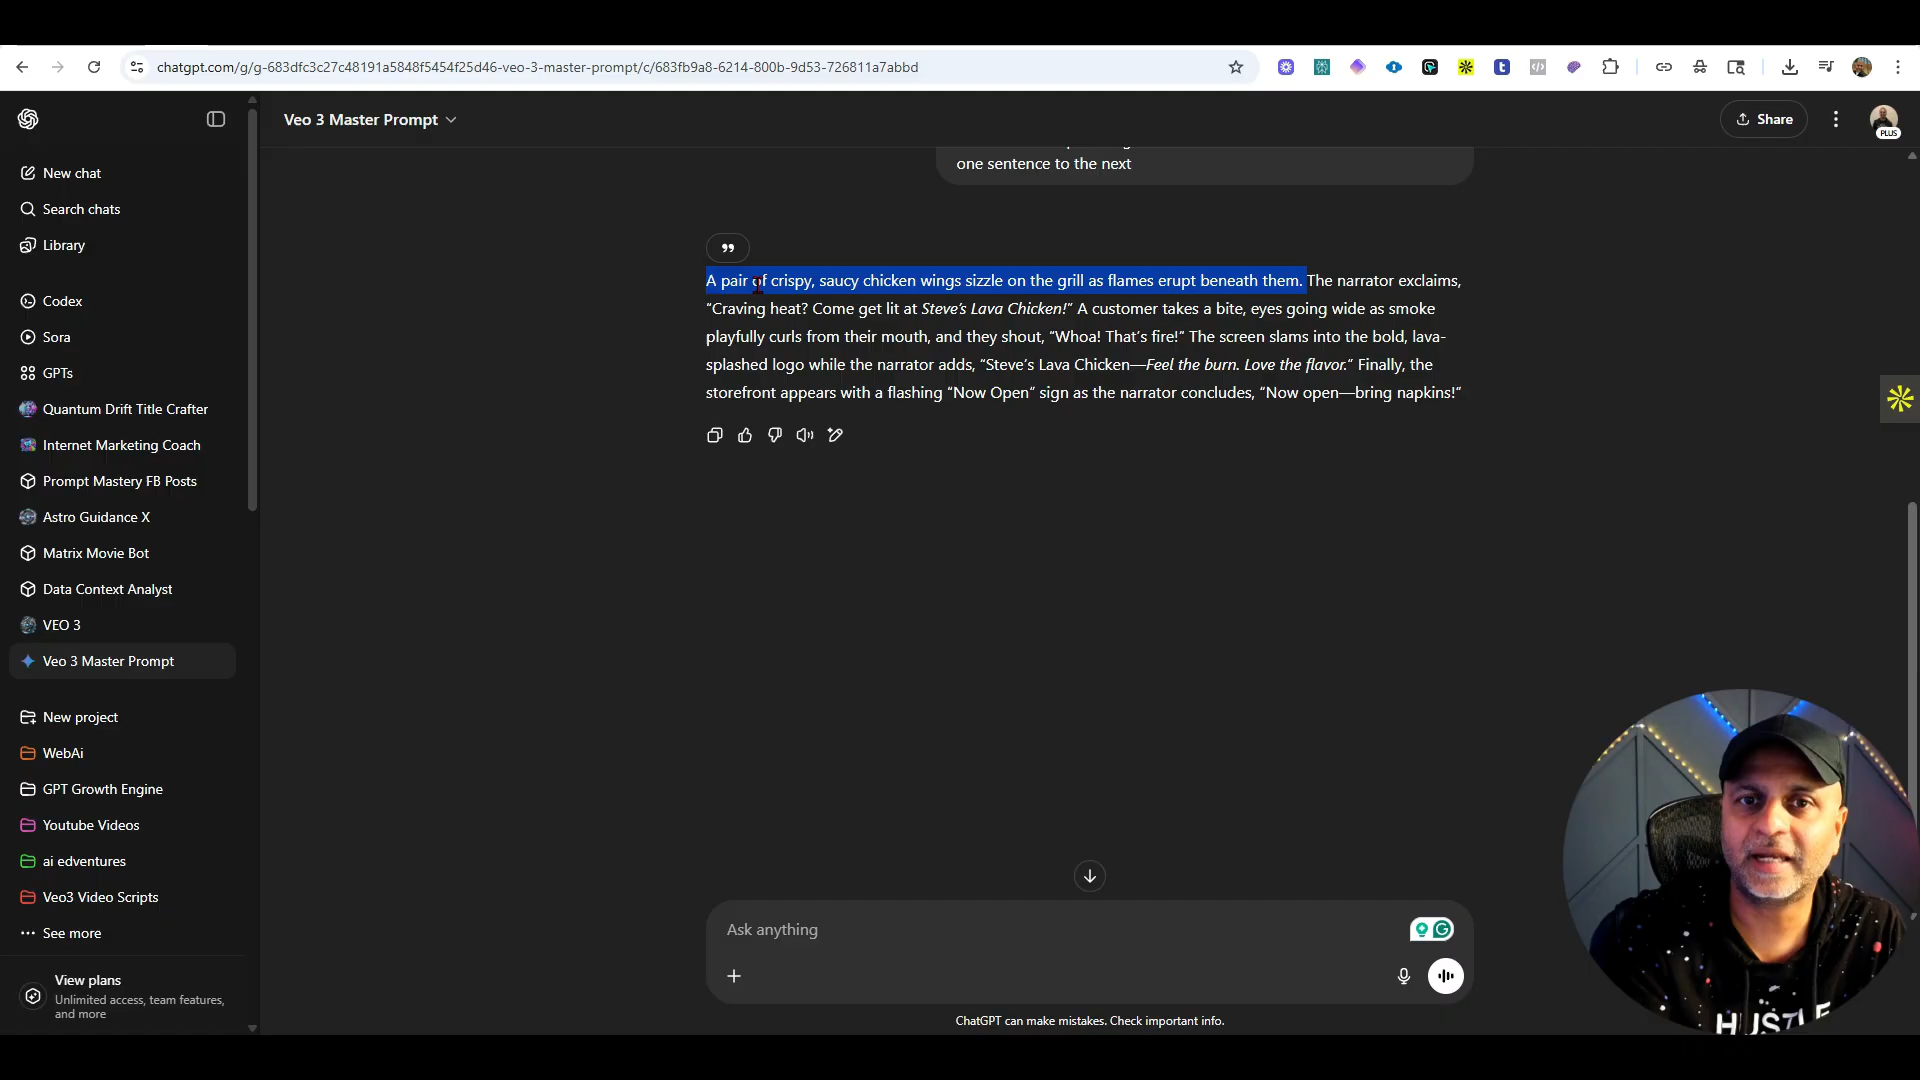 chatgpt.com/g/g-683dfc3c27c48191a5848f5454f25d46-veo-3-master-prompt/c/683fb9a8-6214-800b-9d53-726811a7abbd
Veo 3 Master Prompt
Share
PLUS
New chat
Search chats
Library
Codex
Sora
GPTs
Quantum Drift Title Crafter
Internet Marketing Coach
Prompt Mastery FB Posts
Astro Guidance X
Matrix Movie Bot
Data Context Analyst
VEO 3
Veo 3 Master Prompt
New project
WebAi
GPT Growth Engine
Youtube Videos
ai edventures
Veo3 Video Scripts
See more
View plans
Unlimited access, team features,
and more
one sentence to the next
A pair of crispy, saucy chicken wings sizzle on the grill as flames erupt beneath them. The narrator exclaims,
“Craving heat? Come get lit at Steve’s Lava Chicken!” A customer takes a bite, eyes going wide as smoke
playfully curls from their mouth, and they shout, “Whoa! That’s fire!” The screen slams into the bold, lava-
splashed logo while the narrator adds, “Steve’s Lava Chicken—Feel the burn. Love the flavor.” Finally, the
storefront appears with a flashing “Now Open” sign as the narrator concludes, “Now open—bring napkins!”
Ask anything
ChatGPT can make mistakes. Check important info.
HUSTLE